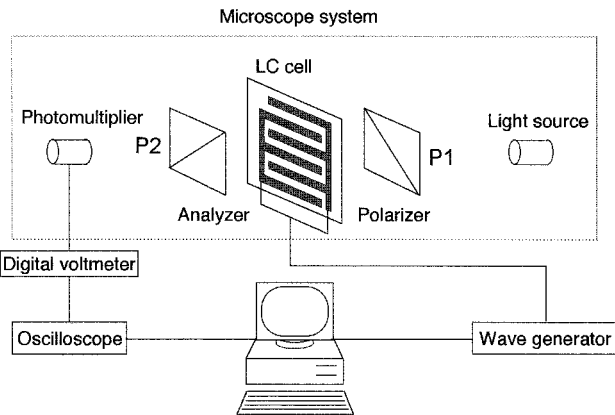 Microscope system
LC cell
Photomultiplier
P2
Light source
P1
Analyzer
Polarizer
Digital voltmeter
Oscilloscope
Wave generator